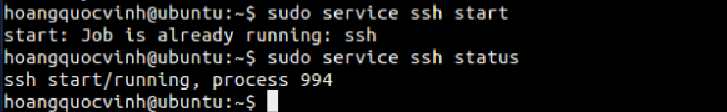 hoangquocvinh@ubuntu:~$ sudo service ssh start
start: Job is already running: ssh
hoangquocvinh@ubuntu:~$ sudo service ssh status
ssh start/running, process 994
hoangquocvinh@ubuntu:~$